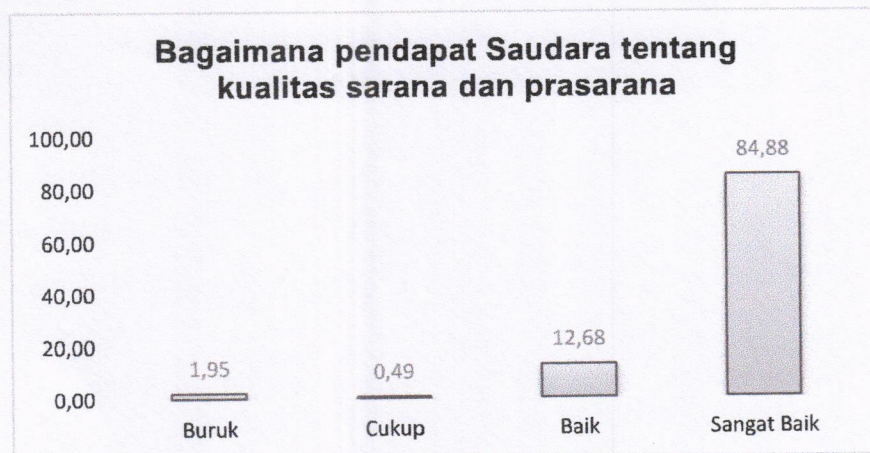 Bagaimana pendapat Saudara tentang
kualitas sarana dan prasarana
100,00
80,00
60,00
40,00
20,00
0,00
1,95
0,49
12,68
84,88
Buruk
Cukup
Baik
Sangat Baik